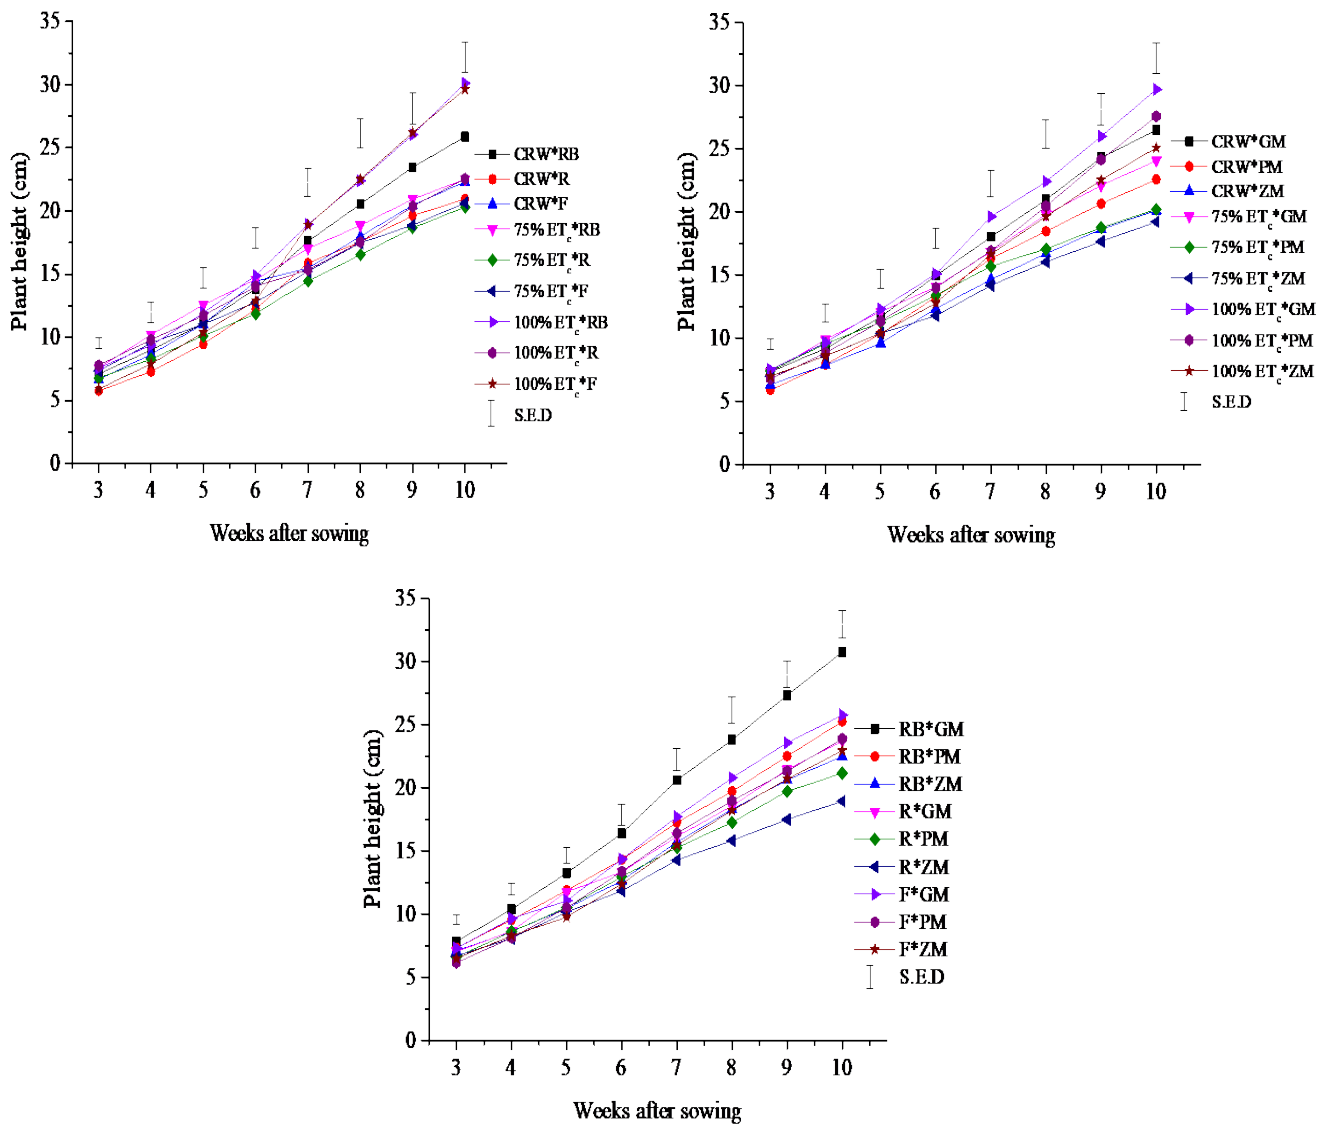 35
30
25
20
15
10
5
0
Plant height (cm)
3 4 5 6 7 8 9 10
Weeks after sowing
CRW*RB
CRW*R
CRW*F
75% ETc*RB
75% ETc*R
75% ETc*F
100% ETc*RB
100% ETc*R
100% ETc*F
S.E.D
35
30
25
20
15
10
5
0
Plant height (cm)
3 4 5 6 7 8 9 10
Weeks after sowing
CRW*GM
CRW*PM
CRW*ZM
75% ETc*GM
75% ETc*PM
75% ETc*ZM
100% ETc*GM
100% ETc*PM
100% ETc*ZM
S.E.D
35
30
25
20
15
10
5
0
Plant height (cm)
3 4 5 6 7 8 9 10
Weeks after sowing
RB*GM
RB*PM
RB*ZM
R*GM
R*PM
R*ZM
F*GM
F*PM
F*ZM
S.E.D